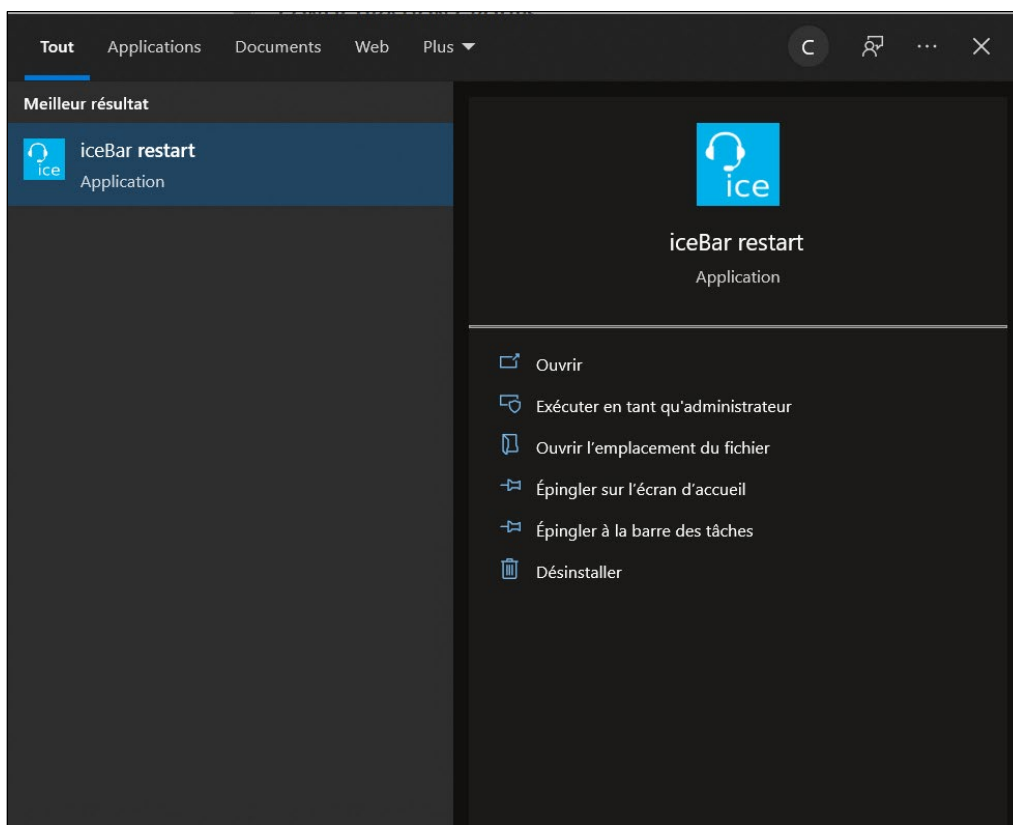 Tout Applications Documents Web Plus C
Meilleur résultat
iceBar restart
Application
ice
ice
iceBar restart
Application
Ouvrir
Exécuter en tant qu'administrateur
Ouvrir l'emplacement du fichier
Épingler sur l'écran d'accueil
Épingler à la barre des tâches
Désinstaller